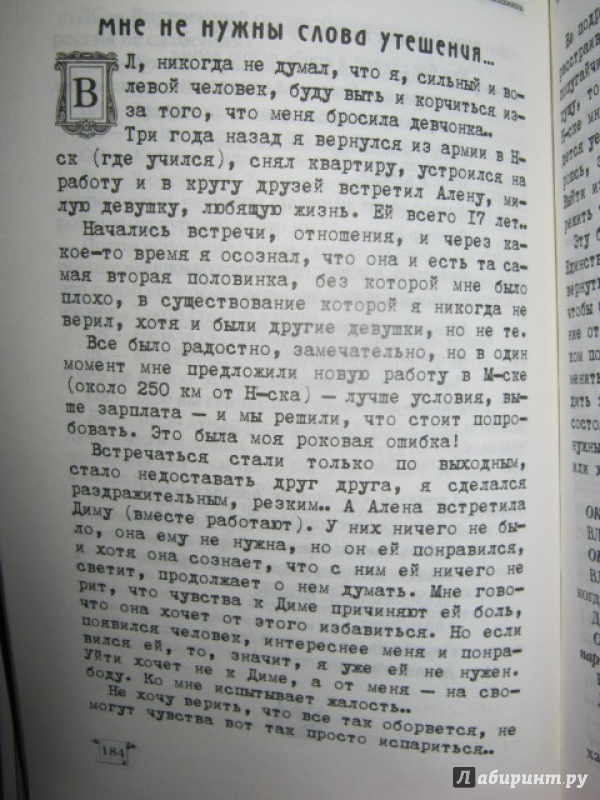 мне не нужны слова утешения...
ВЛ, никогда не думал, что я, сильный и во-
левой человек, буду выть и корчиться из-
за того, что меня бросила девчонка..
Три года назад я вернулся из армии в Н-
ск (где учился), снял квартиру, устроился на
работу и в кругу друзей встретил Алену, ми-
лую девушку, любящую жизнь. Ей всего 17 лет..
Начались встречи, отношения, и через ка-
кое-то время я осознал, что она и есть та са-
мая вторая половинка, без которой мне было
плохо, в существование которой я никогда не
верил, хотя и были другие девушки, но не те.
Все было радостно, замечательно, но в один
момент мне предложили новую работу в М-ске
(около 250 км от Н-ска) — лучше условия, вы-
ше зарплата — и мы решили, что стоит попро-
бовать. Это была моя роковая ошибка!
Встречаться стали только по выходным,
стало недоставать друг друга, я сделался
раздражительным, резким.. А Алена встретила
Диму (вместе работают). У них ничего не бы-
ло, она ему не нужна, но он ей понравился,
и хотя она сознает, что с ним ей ничего не
светит, продолжает о нем думать. Мне гово-
рит, что чувства к Диме причиняют ей боль,
что она хочет от этого избавиться. Но если
появился человек, интереснее меня и понра-
вился ей, то, значит, я уже ей не нужен.
Уйти хочет не к Диме, а от меня — на сво-
боду. Ко мне испытывает жалость..
Не хочу верить, что все так оборвется, не
могут чувства вот так просто испариться..
184
Лабиринт.ру